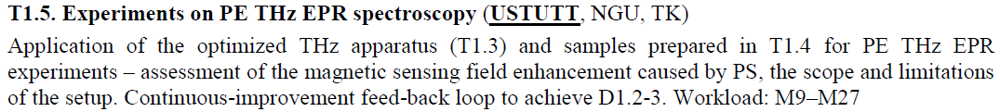 T1.5. Experiments on PE THz EPR spectroscopy (USTUTT, NGU, TK)
Application of the optimized THz apparatus (T1.3) and samples prepared in T1.4 for PE THz EPR
experiments – assessment of the magnetic sensing field enhancement caused by PS, the scope and limitations
of the setup. Continuous-improvement feed-back loop to achieve D1.2-3. Workload: M9–M27